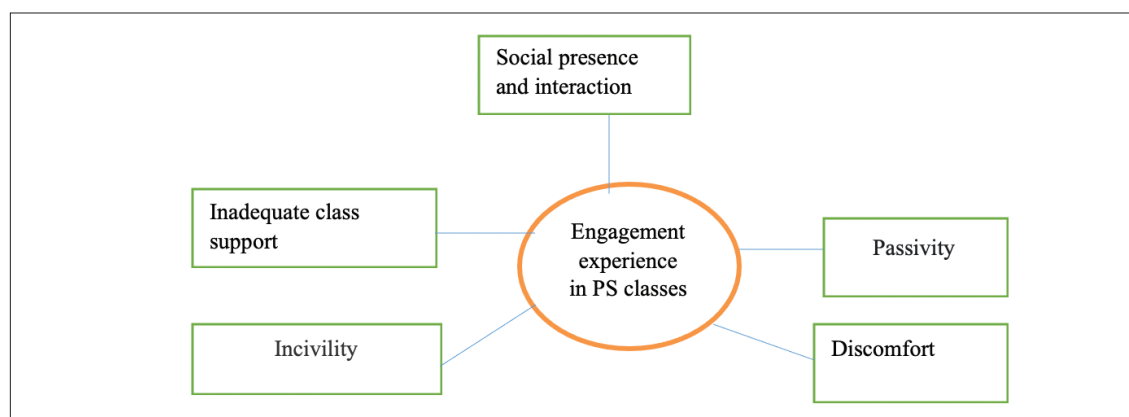 Social presence
and interaction
Inadequate class
support
Engagement
experience
in PS classes
Passivity
Incivility
Discomfort